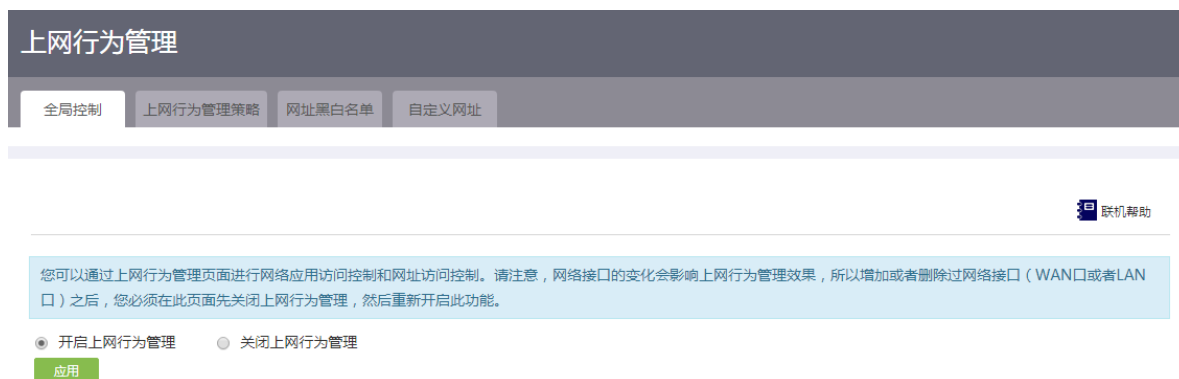 上网行为管理
全局控制 上网行为管理策略 网址黑白名单 自定义网址
联机帮助
您可以通过上网行为管理页面进行网络应用访问控制和网址访问控制。请注意，网络接口的变化会影响上网行为管理效果，所以增加或者删除过网络接口（WAN口或者LAN
口）之后，您必须在此页面先关闭上网行为管理，然后重新开启此功能。
开启上网行为管理 关闭上网行为管理
应用